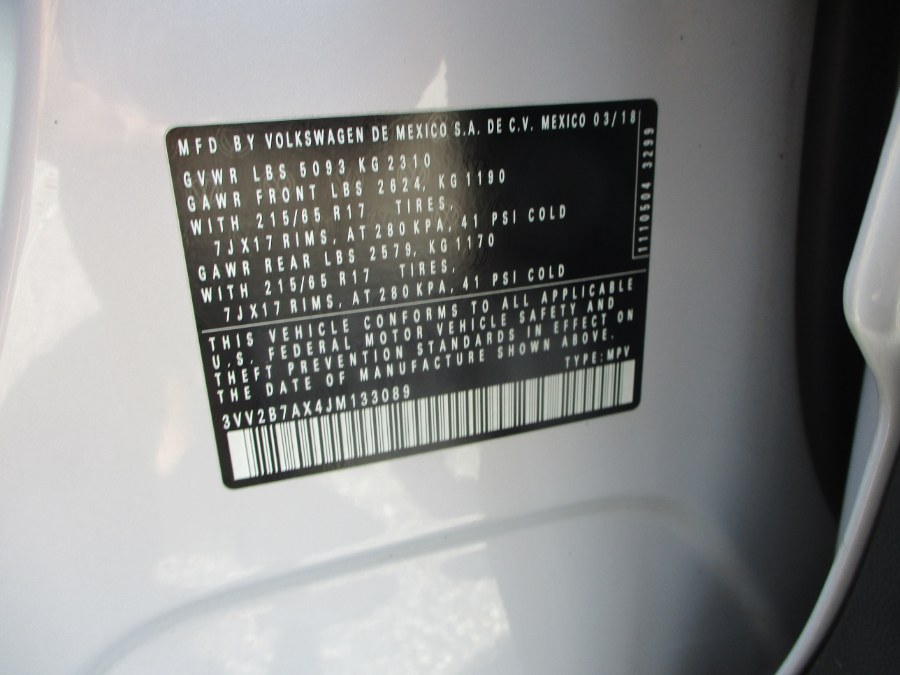 MFD BY VOLKSWAGEN DE MEXICO S.A. DE C.V. MEXICO 03/18
GVWR LBS 5093 KG 2310
GAWR FRONT LBS 2624, KG 1190
WITH 215/65 R17 TIRES,
7JX17 RIMS, AT 280 KPA, 41 PSI COLD
GAWR REAR LBS 2579, KG 1170
WITH 215/65 R17 TIRES,
7JX17 RIMS, AT 280 KPA, 41 PSI COLD
1110504 3299
THIS VEHICLE CONFORMS TO ALL APPLICABLE
U.S. FEDERAL MOTOR VEHICLE SAFETY AND
THEFT PREVENTION STANDARDS IN EFFECT ON
THE DATE OF MANUFACTURE SHOWN ABOVE.
TYPE: MPV
3VV2B7AX4JM133089